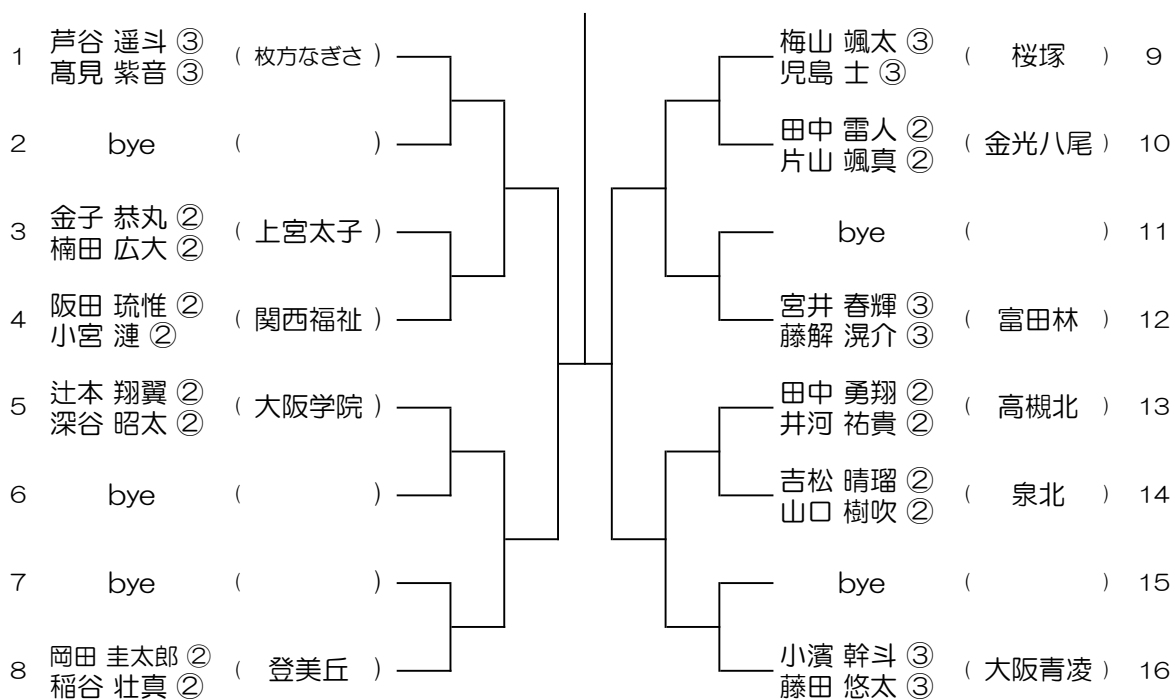 1 芦谷 遥斗 ③ ( 枚方なぎさ )
髙見 紫音 ③
2 bye ( )
3 金子 恭丸 ② ( 上宮太子 )
楠田 広大 ②
4 阪田 琉惟 ② ( 関西福祉 )
小宮 漣 ②
5 辻本 翔翼 ② ( 大阪学院 )
深谷 昭太 ②
6 bye ( )
7 bye ( )
8 岡田 圭太郎 ② ( 登美丘 )
稲谷 壮真 ②
梅山 颯太 ③ ( 桜塚 ) 9
児島 士 ③
田中 雷人 ② ( 金光八尾 ) 10
片山 颯真 ②
bye ( ) 11
宮井 春輝 ③ ( 富田林 ) 12
藤解 滉介 ③
田中 勇翔 ② ( 高槻北 ) 13
井河 祐貴 ②
吉松 晴瑠 ② ( 泉北 ) 14
山口 樹吹 ②
bye ( ) 15
小濱 幹斗 ③ ( 大阪青凌 ) 16
藤田 悠太 ③